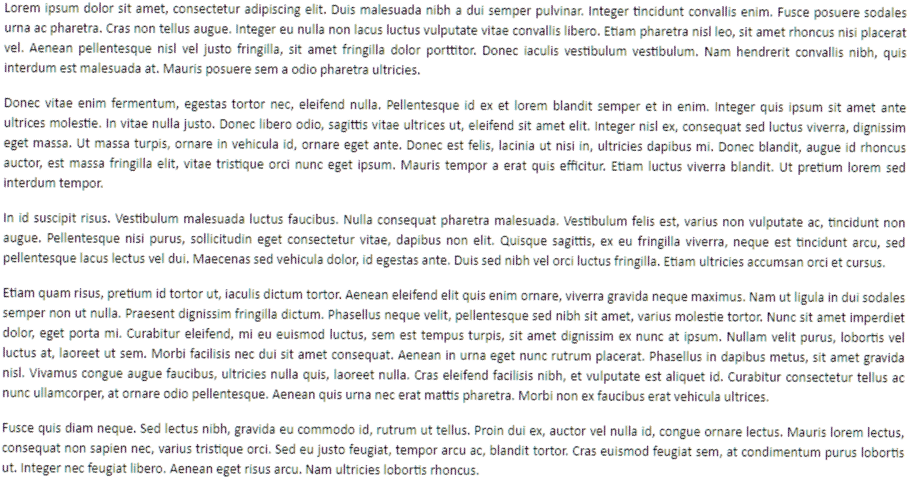 Lorem ipsum dolor sit amet, consectetur adipiscing elit. Duis malesuada nibh a dui semper pulvinar. Integer tincidunt convallis enim. Fusce posuere sodales
urna ac pharetra. Cras non tellus augue. Integer eu nulla non lacus luctus vulputate vitae convallis libero. Etiam pharetra nisl leo, sit amet rhoncus nisi placerat
vel. Aenean pellentesque nisl vel justo fringilla, sit amet fringilla dolor porttitor. Donec iaculis vestibulum vestibulum. Nam hendrerit convallis nibh, quis
interdum est malesuada at. Mauris posuere sem a odio pharetra ultricies.
Donec vitae enim fermentum, egestas tortor nec, eleifend nulla. Pellentesque id ex et lorem blandit semper et in enim. Integer quis ipsum sit amet ante
ultrices molestie. In vitae nulla justo. Donec libero odio, sagittis vitae ultrices ut, eleifend sit amet elit. Integer nisl ex, consequat sed luctus viverra, dignissim
eget massa. Ut massa turpis, ornare in vehicula id, ornare eget ante. Donec est felis, lacinia ut nisi in, ultricies dapibus mi. Donec blandit, augue id rhoncus
auctor, est massa fringilla elit, vitae tristique orci nunc eget ipsum. Mauris tempor a erat quis efficitur. Etiam luctus viverra blandit. Ut pretium lorem sed
interdum tempor.
In id suscipit risus. Vestibulum malesuada luctus faucibus. Nulla consequat pharetra malesuada. Vestibulum felis est, varius non vulputate ac, tincidunt non
augue. Pellentesque nisi purus, sollicitudin eget consectetur vitae, dapibus non elit. Quisque sagittis, ex eu fringilla viverra, neque est tincidunt arcu, sed
pellentesque lacus lectus vel dui. Maecenas sed vehicula dolor, id egestas ante. Duis sed nibh vel orci luctus fringilla. Etiam ultricies accumsan orci et cursus.
Etiam quam risus, pretium id tortor ut, iaculis dictum tortor. Aenean eleifend elit quis enim ornare, viverra gravida neque maximus. Nam ut ligula in dui sodales
semper non ut nulla. Praesent dignissim fringilla dictum. Phasellus neque velit, pellentesque sed nibh sit amet, varius molestie tortor. Nunc sit amet imperdiet
dolor, eget porta mi. Curabitur eleifend, mi eu euismod luctus, sem est tempus turpis, sit amet dignissim ex nunc at ipsum. Nullam velit purus, lobortis vel
luctus at, laoreet ut sem. Morbi facilisis nec dui sit amet consequat. Aenean in urna eget nunc rutrum placerat. Phasellus in dapibus metus, sit amet gravida
nisl. Vivamus congue augue faucibus, ultricies nulla quis, laoreet nulla. Cras eleifend facilisis nibh, et vulputate est aliquet id. Curabitur consectetur tellus ac
nunc ullamcorper, at ornare odio pellentesque. Aenean quis urna nec erat mattis pharetra. Morbi non ex faucibus erat vehicula ultrices.
Fusce quis diam neque. Sed lectus nibh, gravida eu commodo id, rutrum ut tellus. Proin dui ex, auctor vel nulla id, congue ornare lectus. Mauris lorem lectus,
consequat non sapien nec, varius tristique orci. Sed eu justo feugiat, tempor arcu ac, blandit tortor. Cras euismod feugiat sem, at condimentum purus lobortis
ut. Integer nec feugiat libero. Aenean eget risus arcu. Nam ultricies lobortis rhoncus.